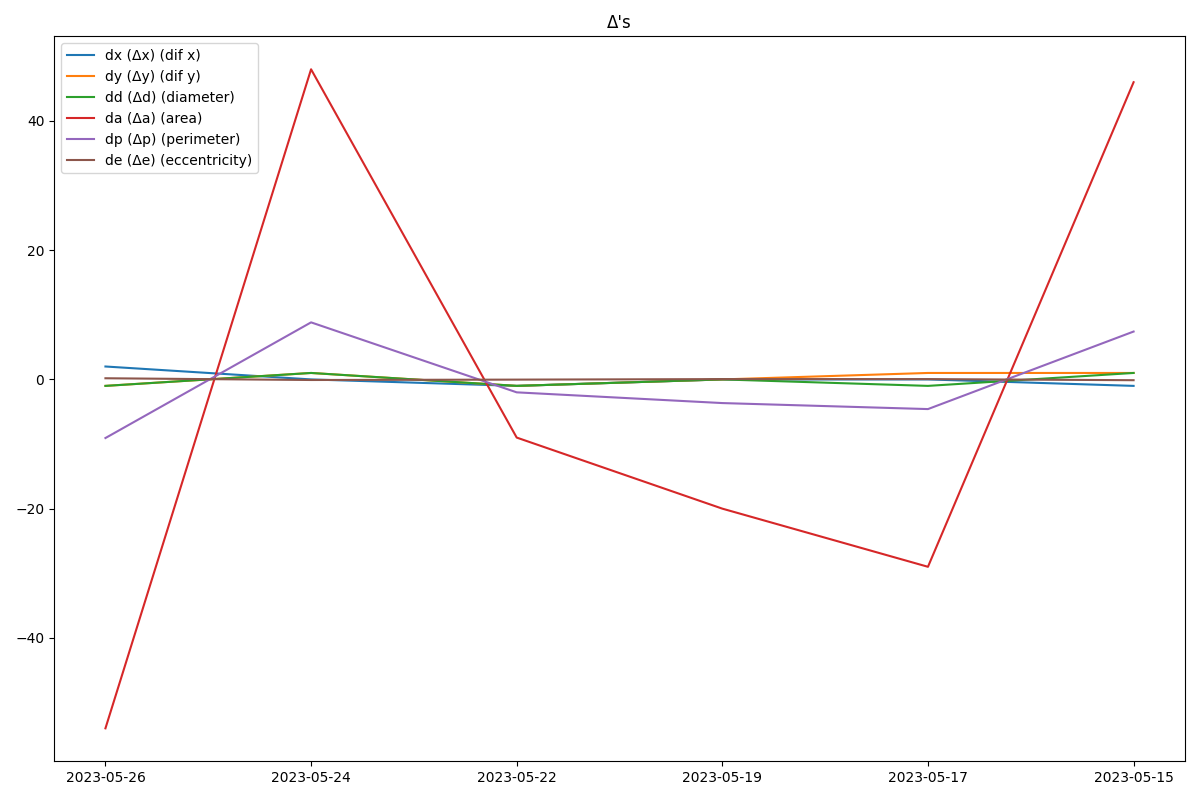 Δ's
dx (Δx) (dif x)
dy (Δy) (dif y)
dd (Δd) (diameter)
da (Δa) (area)
dp (Δp) (perimeter)
de (Δe) (eccentricity)
40
20
0
−20
−40
2023-05-26 2023-05-24 2023-05-22 2023-05-19 2023-05-17 2023-05-15